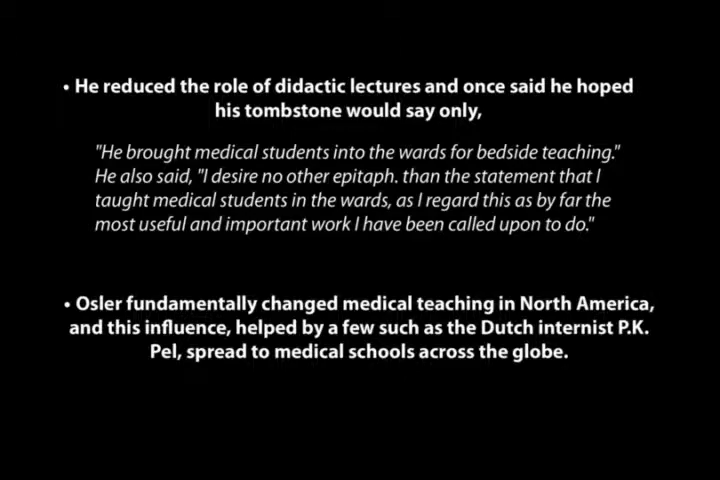 • He reduced the role of didactic lectures and once said he hoped
his tombstone would say only,
"He brought medical students into the wards for bedside teaching."
He also said, "I desire no other epitaph. than the statement that I
taught medical students in the wards, as I regard this as by far the
most useful and important work I have been called upon to do."
• Osler fundamentally changed medical teaching in North America,
and this influence, helped by a few such as the Dutch internist P.K.
Pel, spread to medical schools across the globe.